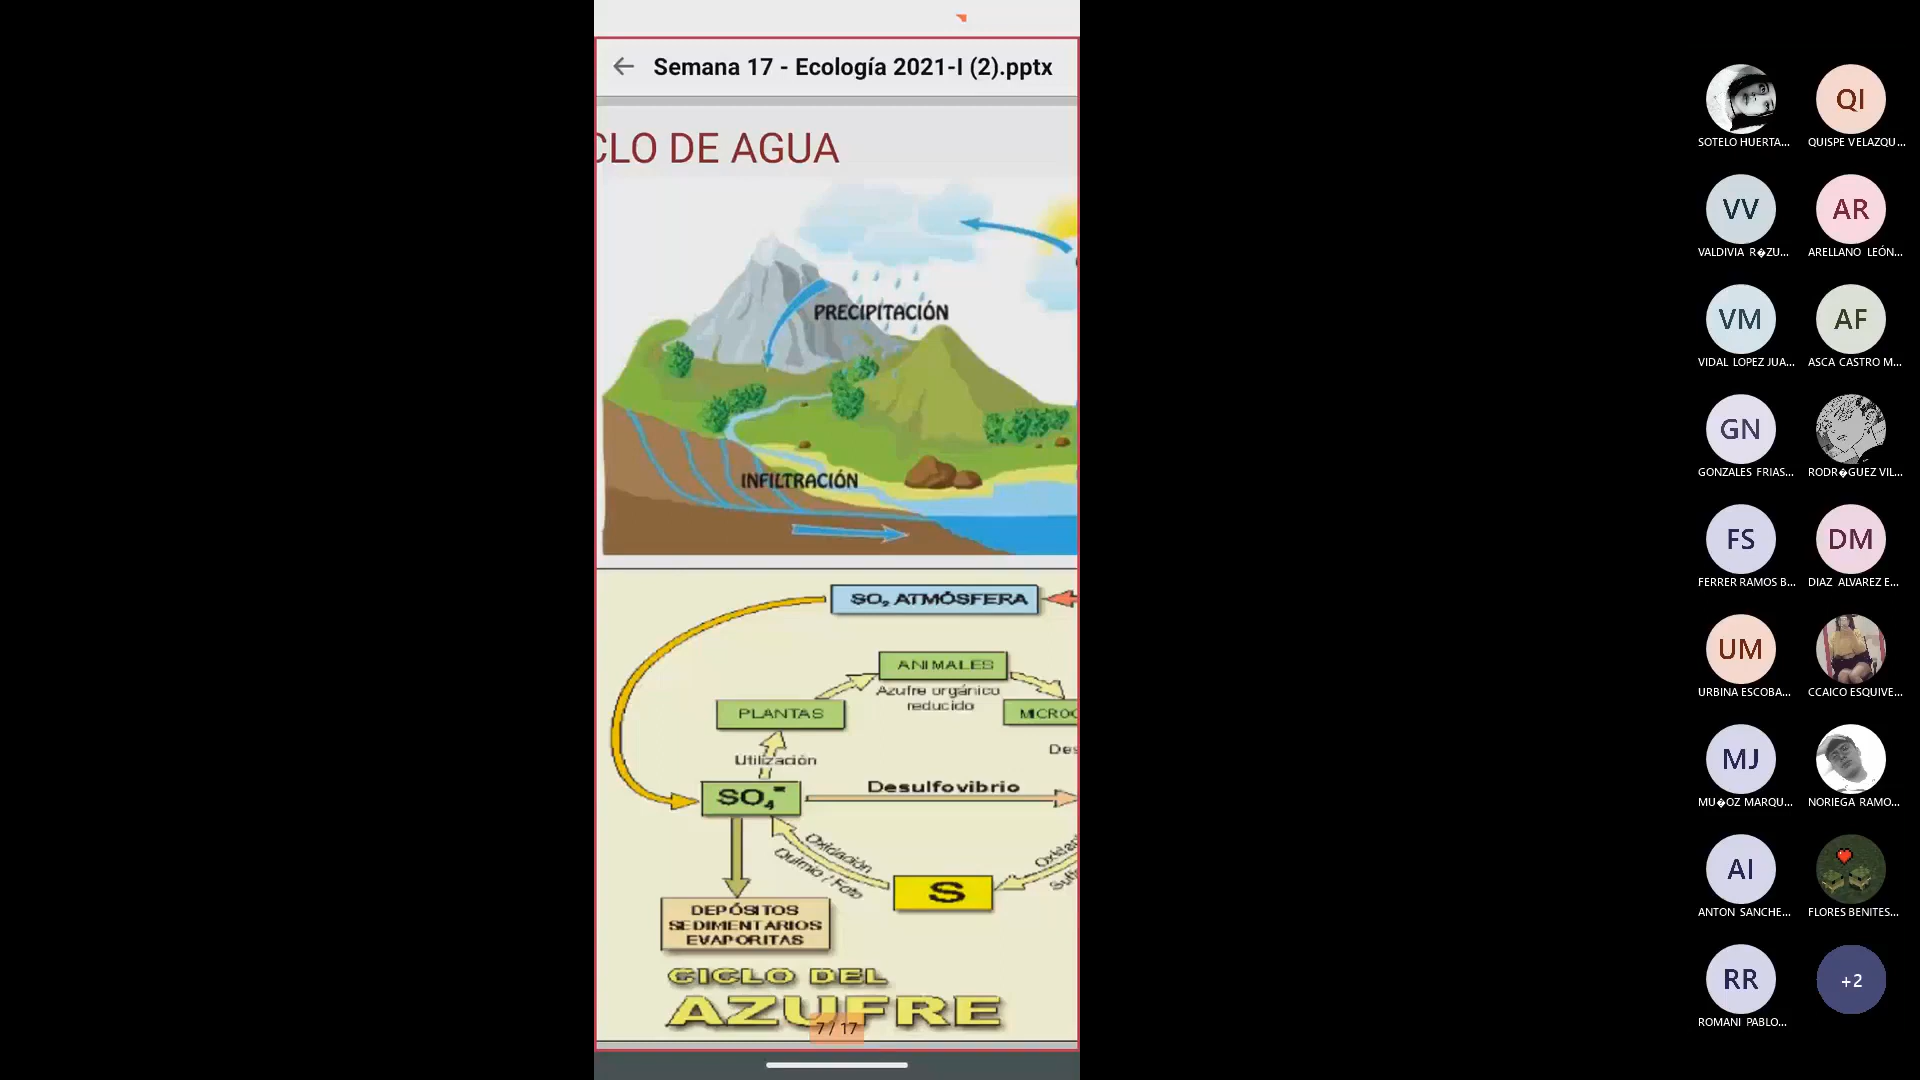 Semana 17 - Ecología 2021-I (2).pptx
CLO DE AGUA
PRECIPITACIÓN
INFILTRACIÓN
SO₂ ATMÓSFERA
ANIMALES
Azufre orgánico
reducido
PLANTAS
MICROO
Des
Utilización
SO₄=
Desulfovibrio
Oxidación
Quimio / Foto
Oxidac
S
DEPÓSITOS
SEDIMENTARIOS
EVAPORITAS
CICLO DEL
AZUFRE
7 / 17
QI
SOTELO HUERTA...
QUISPE VELAZQU...
VV
AR
VALDIVIA R�ZU...
ARELLANO LEÓN...
VM
AF
VIDAL LOPEZ JUA...
ASCA CASTRO M...
GN
GONZALES FRIAS...
RODR�GUEZ VIL...
FS
DM
FERRER RAMOS B...
DIAZ ALVAREZ E...
UM
URBINA ESCOBA...
CCAICO ESQUIVE...
MJ
MU�OZ MARQU...
NORIEGA RAMO...
AI
ANTON SANCHE...
FLORES BENITES...
RR
+2
ROMANI PABLO...